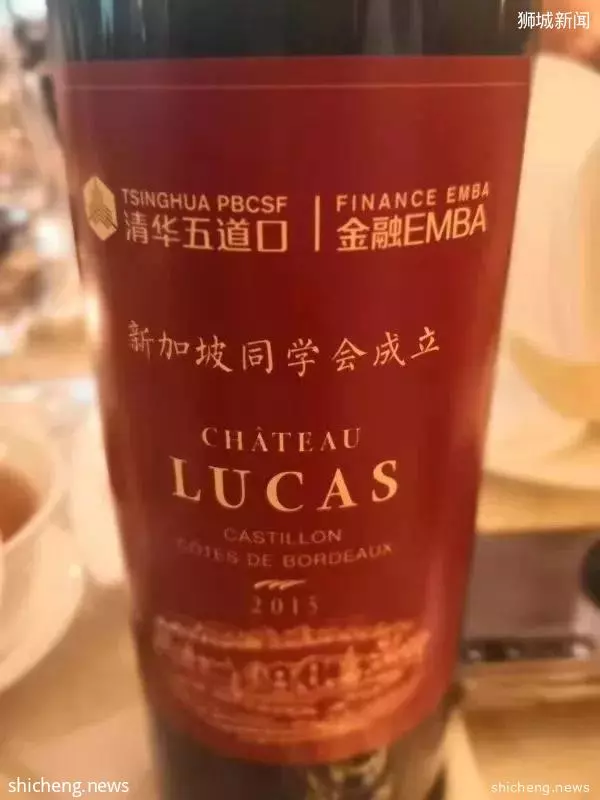 狮城新闻
TSINGHUA PBCSF
清华五道口
FINANCE EMBA
金融EMBA
新加坡同学会成立
CHÂTEAU
LUCAS
CASTILLON
CÔTES DE BORDEAUX
2015
shicheng.news
shicheng.news